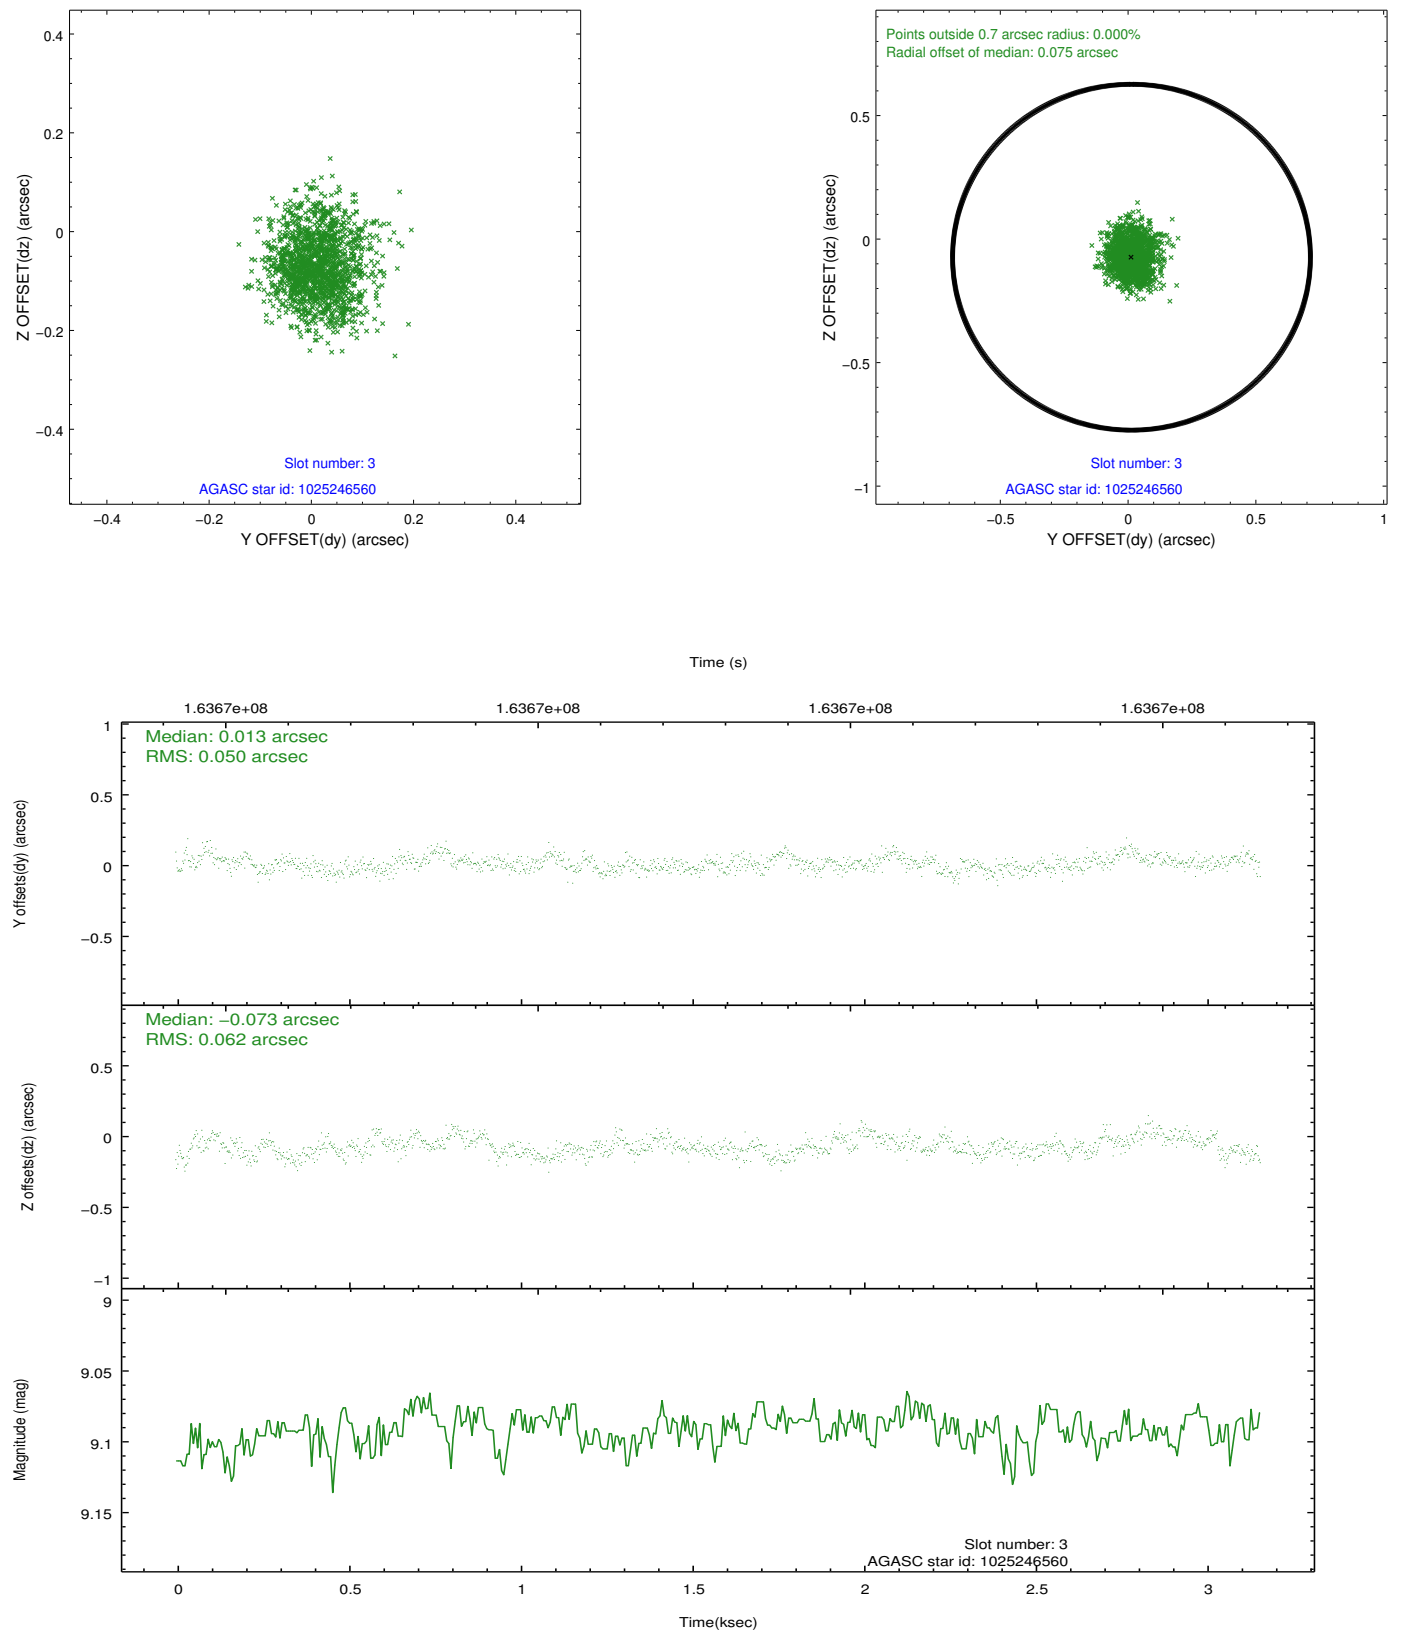 0.4
0.2
0
−0.2
−0.4
Z OFFSET(dz) (arcsec)
Slot number: 3
AGASC star id: 1025246560
−0.4
−0.2
0
0.2
0.4
Y OFFSET(dy) (arcsec)
Points outside 0.7 arcsec radius: 0.000%
Radial offset of median: 0.075 arcsec
0.5
0
−0.5
−1
Z OFFSET(dz) (arcsec)
Slot number: 3
AGASC star id: 1025246560
−0.5
0
0.5
1
Y OFFSET(dy) (arcsec)
Time (s)
1.6367e+08
1.6367e+08
1.6367e+08
1.6367e+08
Median: 0.013 arcsec
RMS: 0.050 arcsec
1
0.5
0
−0.5
Y offsets(dy) (arcsec)
Median: −0.073 arcsec
RMS: 0.062 arcsec
0.5
0
−0.5
−1
Z offsets(dz) (arcsec)
9
9.05
9.1
9.15
Magnitude (mag)
Slot number: 3
AGASC star id: 1025246560
0
0.5
1
1.5
2
2.5
3
Time(ksec)